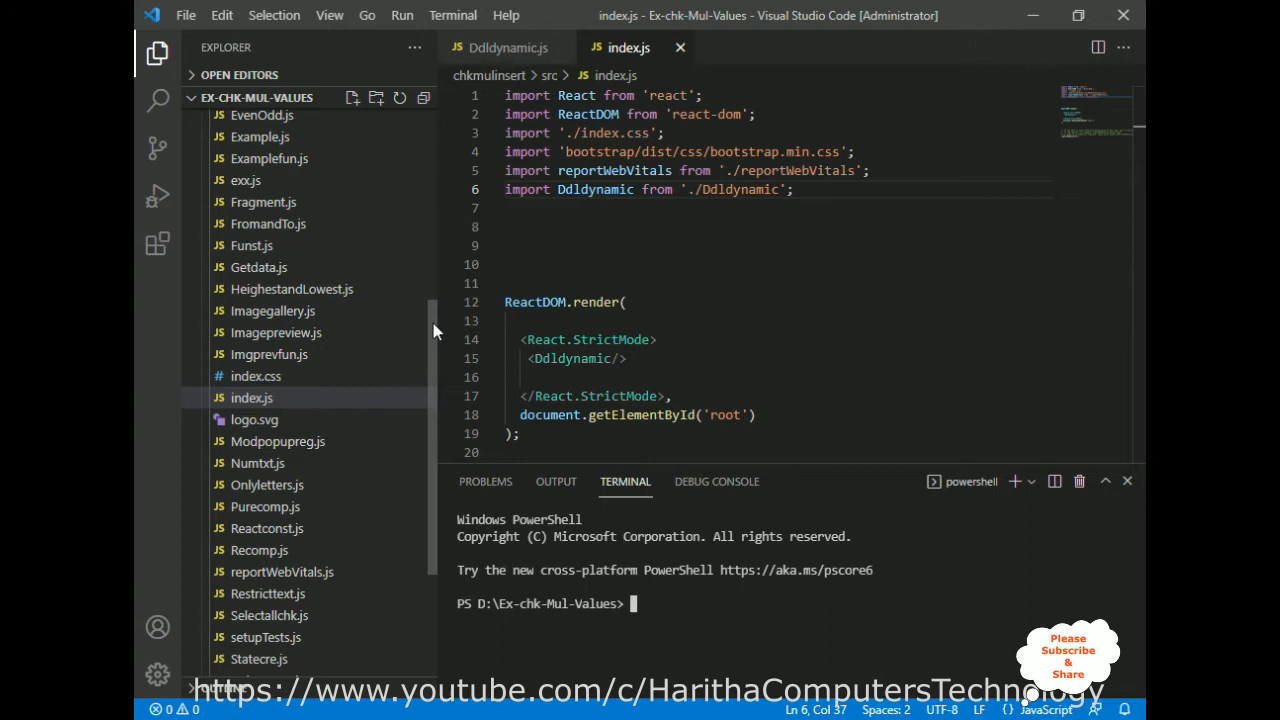 File Edit Selection View Go Run Terminal Help index.js - Ex-chk-Mul-Values - Visual Studio Code [Administrator]
EXPLORER
OPEN EDITORS
EX-CHK-MUL-VALUES
EvenOdd.js
Example.js
Examplefun.js
exx.js
Fragment.js
FromandTo.js
Funst.js
Getdata.js
HeighestandLowest.js
Imagegallery.js
Imagepreview.js
Imgprevfun.js
index.css
index.js
logo.svg
Modpopupreg.js
Numtxt.js
Onlyletters.js
Purecomp.js
Reactconst.js
Recomp.js
reportWebVitals.js
Restricttext.js
Selectallchk.js
setupTests.js
Statecre.js
OUTLINE
Ddldynamic.js index.js
chkmulinsert > src > JS index.js
1 import React from 'react';
2 import ReactDOM from 'react-dom';
3 import './index.css';
4 import 'bootstrap/dist/css/bootstrap.min.css';
5 import reportWebVitals from './reportWebVitals';
6 import Ddldynamic from './Ddldynamic';
7
8
9
10
11
12 ReactDOM.render(
13
14 <React.StrictMode>
15 <Ddldynamic/>
16
17 </React.StrictMode>,
18 document.getElementById('root')
19 );
20
PROBLEMS OUTPUT TERMINAL DEBUG CONSOLE powershell
Windows PowerShell
Copyright (C) Microsoft Corporation. All rights reserved.
Try the new cross-platform PowerShell https://aka.ms/pscore6
PS D:\Ex-chk-Mul-Values>
Please
Subscribe
&
Share
https://www.youtube.com/c/HarithaComputersTechnology
0 0 Ln 6, Col 37 Spaces: 2 UTF-8 LF {} JavaScript